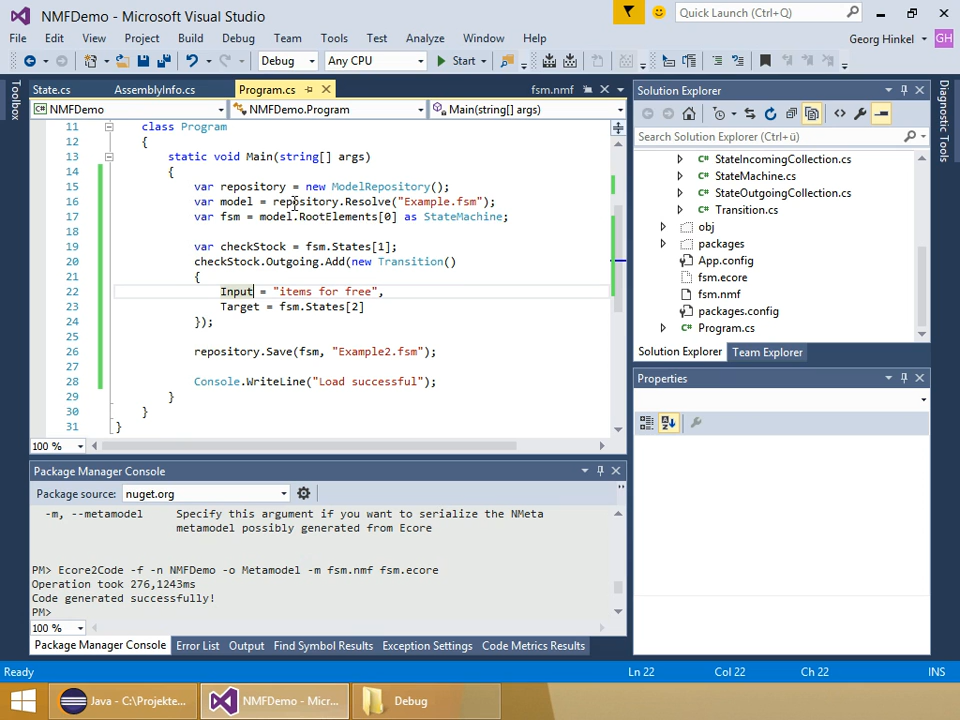 NMFDemo - Microsoft Visual Studio
Quick Launch (Ctrl+Q)
File Edit View Project Build Debug Team Tools Test Analyze Window Help
Georg Hinkel GH
Debug Any CPU Start
Toolbox
State.cs AssemblyInfo.cs Program.cs fsm.nmf
NMFDemo NMFDemo.Program Main(string[] args)
11 class Program
12 {
13 static void Main(string[] args)
14 {
15 var repository = new ModelRepository();
16 var model = repository.Resolve("Example.fsm");
17 var fsm = model.RootElements[0] as StateMachine;
18
19 var checkStock = fsm.States[1];
20 checkStock.Outgoing.Add(new Transition()
21 {
22 Input = "items for free",
23 Target = fsm.States[2]
24 });
25
26 repository.Save(fsm, "Example2.fsm");
27
28 Console.WriteLine("Load successful");
29 }
30 }
31 }
100 %
Package Manager Console
Package source: nuget.org
-m, --metamodel Specify this argument if you want to serialize the NMeta
metamodel possibly generated from Ecore
PM> Ecore2Code -f -n NMFDemo -o Metamodel -m fsm.nmf fsm.ecore
Operation took 276,1243ms
Code generated successfully!
PM>
100 %
Package Manager Console Error List Output Find Symbol Results Exception Settings Code Metrics Results
Solution Explorer
Search Solution Explorer (Ctrl+ü)
C# StateIncomingCollection.cs
C# StateMachine.cs
C# StateOutgoingCollection.cs
C# Transition.cs
obj
packages
App.config
fsm.ecore
fsm.nmf
packages.config
C# Program.cs
Solution Explorer Team Explorer
Properties
Diagnostic Tools
Ready Ln 22 Col 22 Ch 22 INS
Java - C:\Projekte... NMFDemo - Micr... Debug